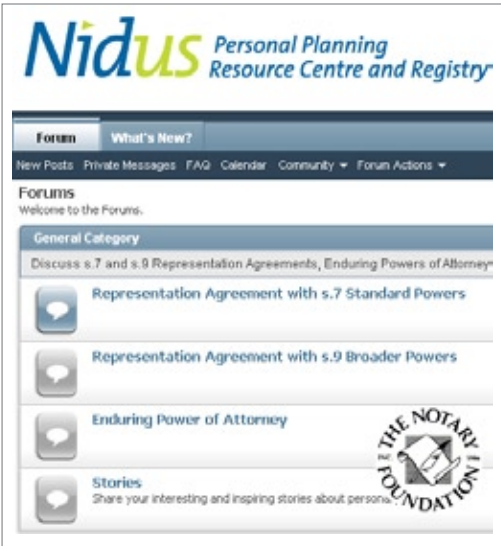 Nidus Personal Planning
Resource Centre and Registry
Forum What's New?
New Posts Private Messages FAQ Calendar Community Forum Actions
Forums
Welcome to the Forums.
General Category
Discuss s.7 and s.9 Representation Agreements, Enduring Powers of Attorney
Representation Agreement with s.7 Standard Powers
Representation Agreement with s.9 Broader Powers
Enduring Power of Attorney
Stories
Share your interesting and inspiring stories about
THE NOTARY
FOUNDATION